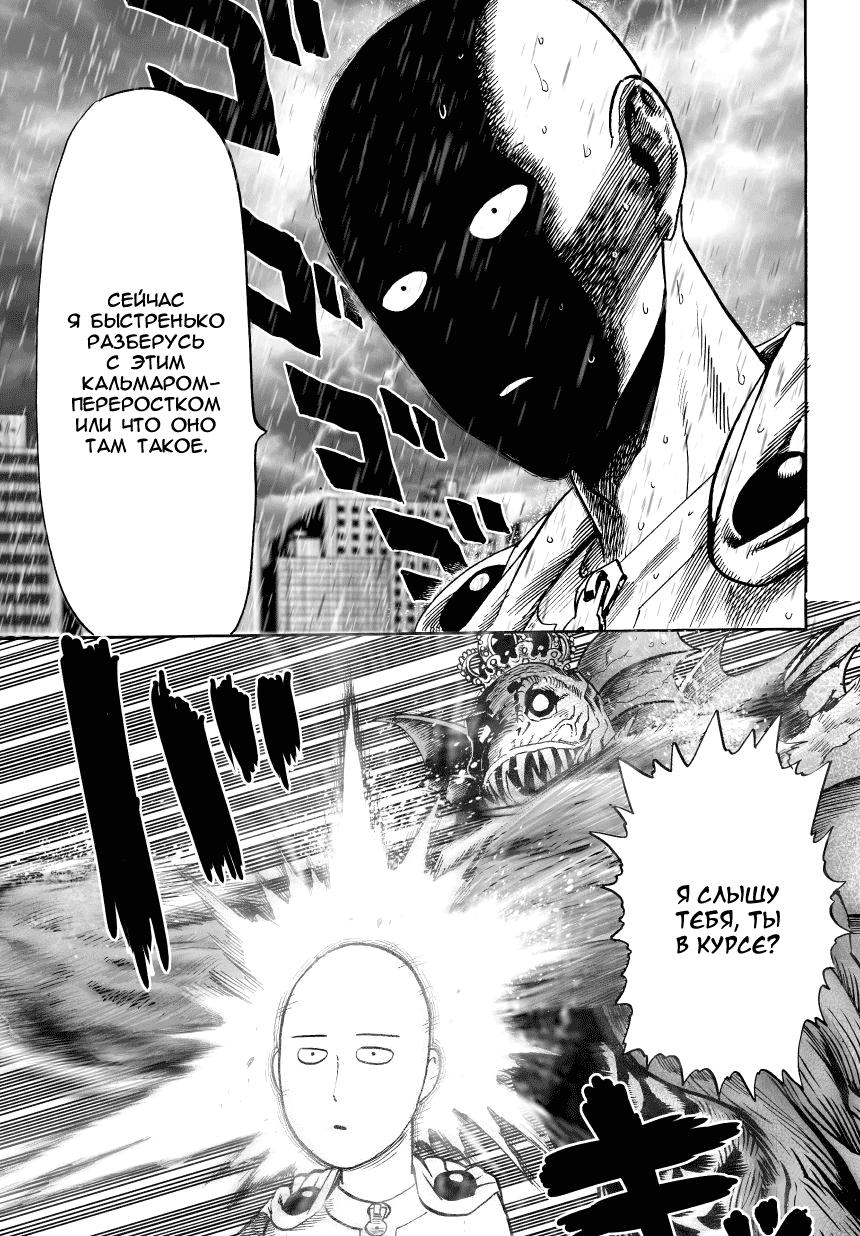 СЕЙЧАС
Я БЫСТРЕНЬКО
РАЗБЕРУСЬ
С ЭТИМ
КАЛЬМАРОМ-
ПЕРЕРОСТКОМ
ИЛИ ЧТО ОНО
ТАМ ТАКОЕ.
Я СЛЫШУ
ТЕБЯ, ТЫ
В КУРСЕ?